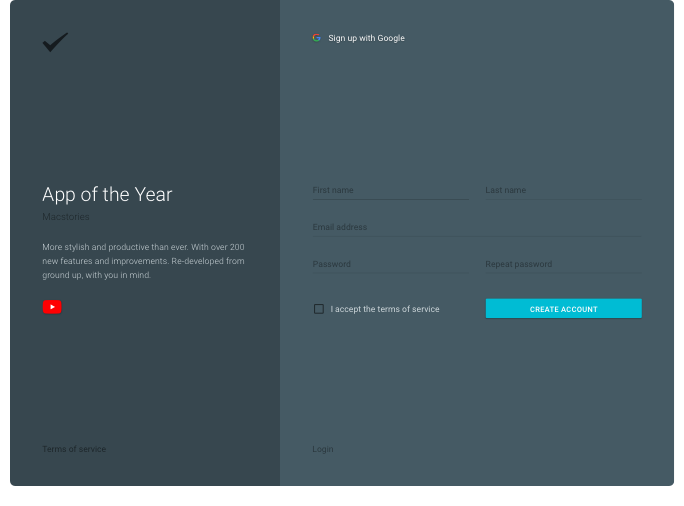 Sign up with Google
App of the Year
Macstories
More stylish and productive than ever. With over 200
new features and improvements. Re-developed from
ground up, with you in mind.
First name
Last name
Email address
Password
Repeat password
I accept the terms of service
CREATE ACCOUNT
Terms of service
Login